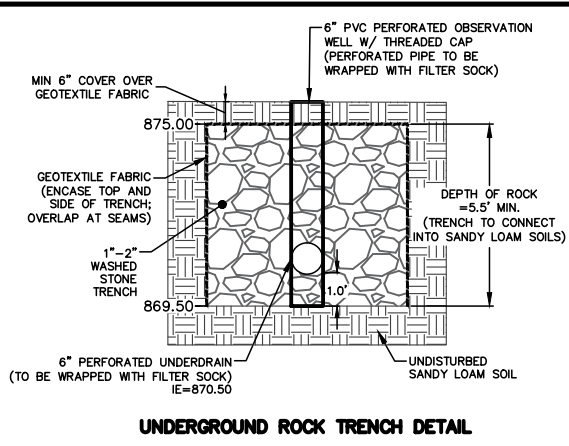 6” PVC PERFORATED OBSERVATION
WELL W/ THREADED CAP
(PERFORATED PIPE TO BE
WRAPPED WITH FILTER SOCK)
MIN 6” COVER OVER
GEOTEXTILE FABRIC
875.00
GEOTEXTILE FABRIC
(ENCASE TOP AND
SIDE OF TRENCH;
OVERLAP AT SEAMS)
DEPTH OF ROCK
=5.5’ MIN.
(TRENCH TO CONNECT
INTO SANDY LOAM SOILS)
1”-2”
WASHED
STONE
TRENCH
1.0’
869.50
6” PERFORATED UNDERDRAIN
(TO BE WRAPPED WITH FILTER SOCK)
IE=870.50
UNDISTURBED
SANDY LOAM SOIL
UNDERGROUND ROCK TRENCH DETAIL